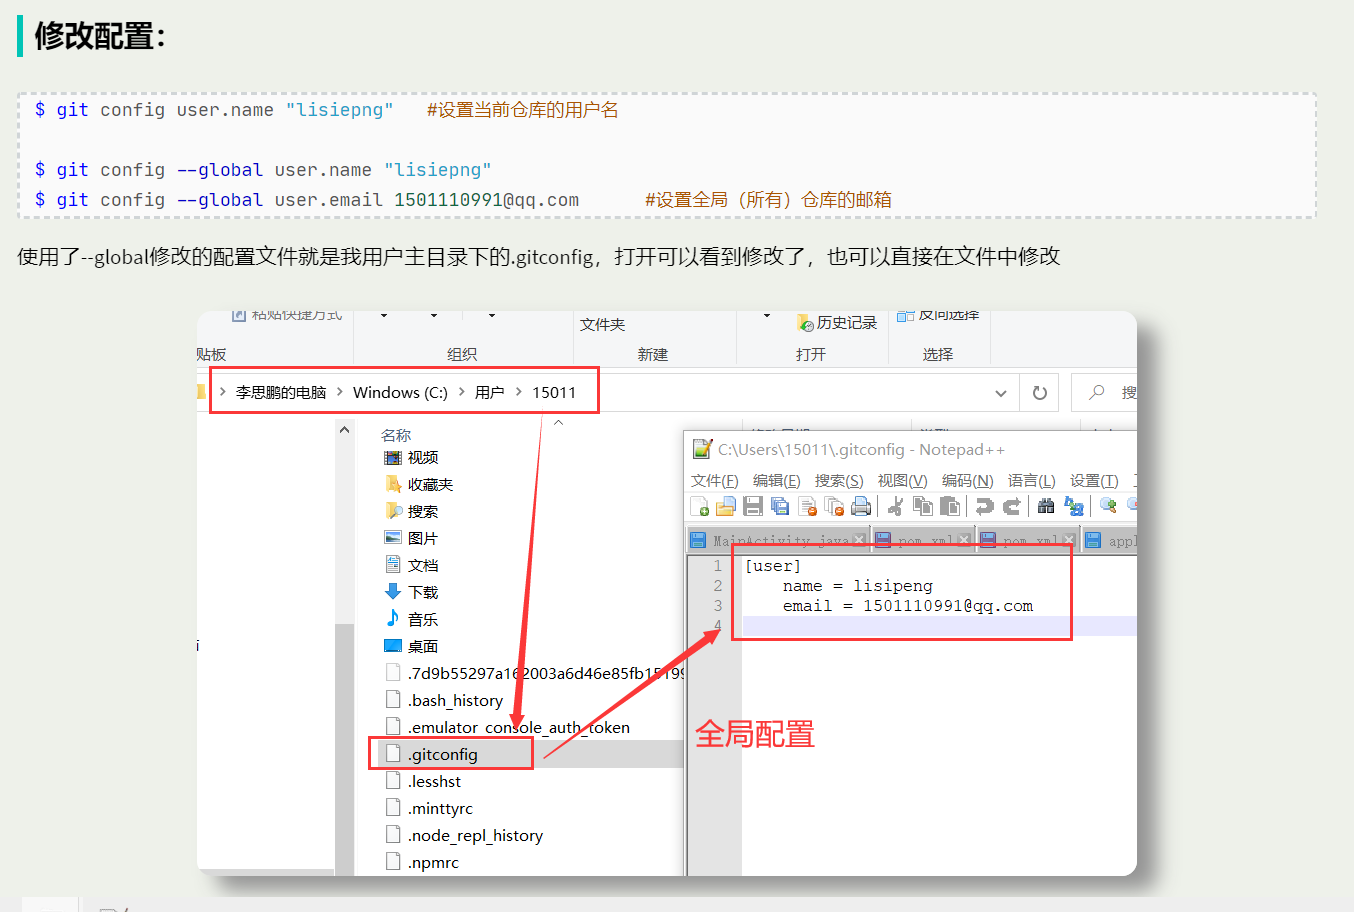 修改配置：
$ git config user.name "lisiepng" #设置当前仓库的用户名
$ git config --global user.name "lisiepng"
$ git config --global user.email 1501110991@qq.com #设置全局（所有）仓库的邮箱
使用了--global修改的配置文件就是我用户主目录下的.gitconfig，打开可以看到修改了，也可以直接在文件中修改
粘贴快捷方式
文件夹
历史记录
反向选择
贴板
组织
新建
打开
选择
李思鹏的电脑 > Windows (C:) > 用户 > 15011
搜
名称
视频
收藏夹
搜索
图片
文档
下载
音乐
桌面
.7d9b55297a162003a6d46e85fb15199
.bash_history
.emulator_console_auth_token
.gitconfig
.lesshst
.minttyrc
.node_repl_history
.npmrc
C:\Users\15011\.gitconfig - Notepad++
文件(F) 编辑(E) 搜索(S) 视图(V) 编码(N) 语言(L) 设置(T)
MainActivity.java pom.xml pom.xml appl
1 [user]
2 name = lisipeng
3 email = 1501110991@qq.com
4
全局配置